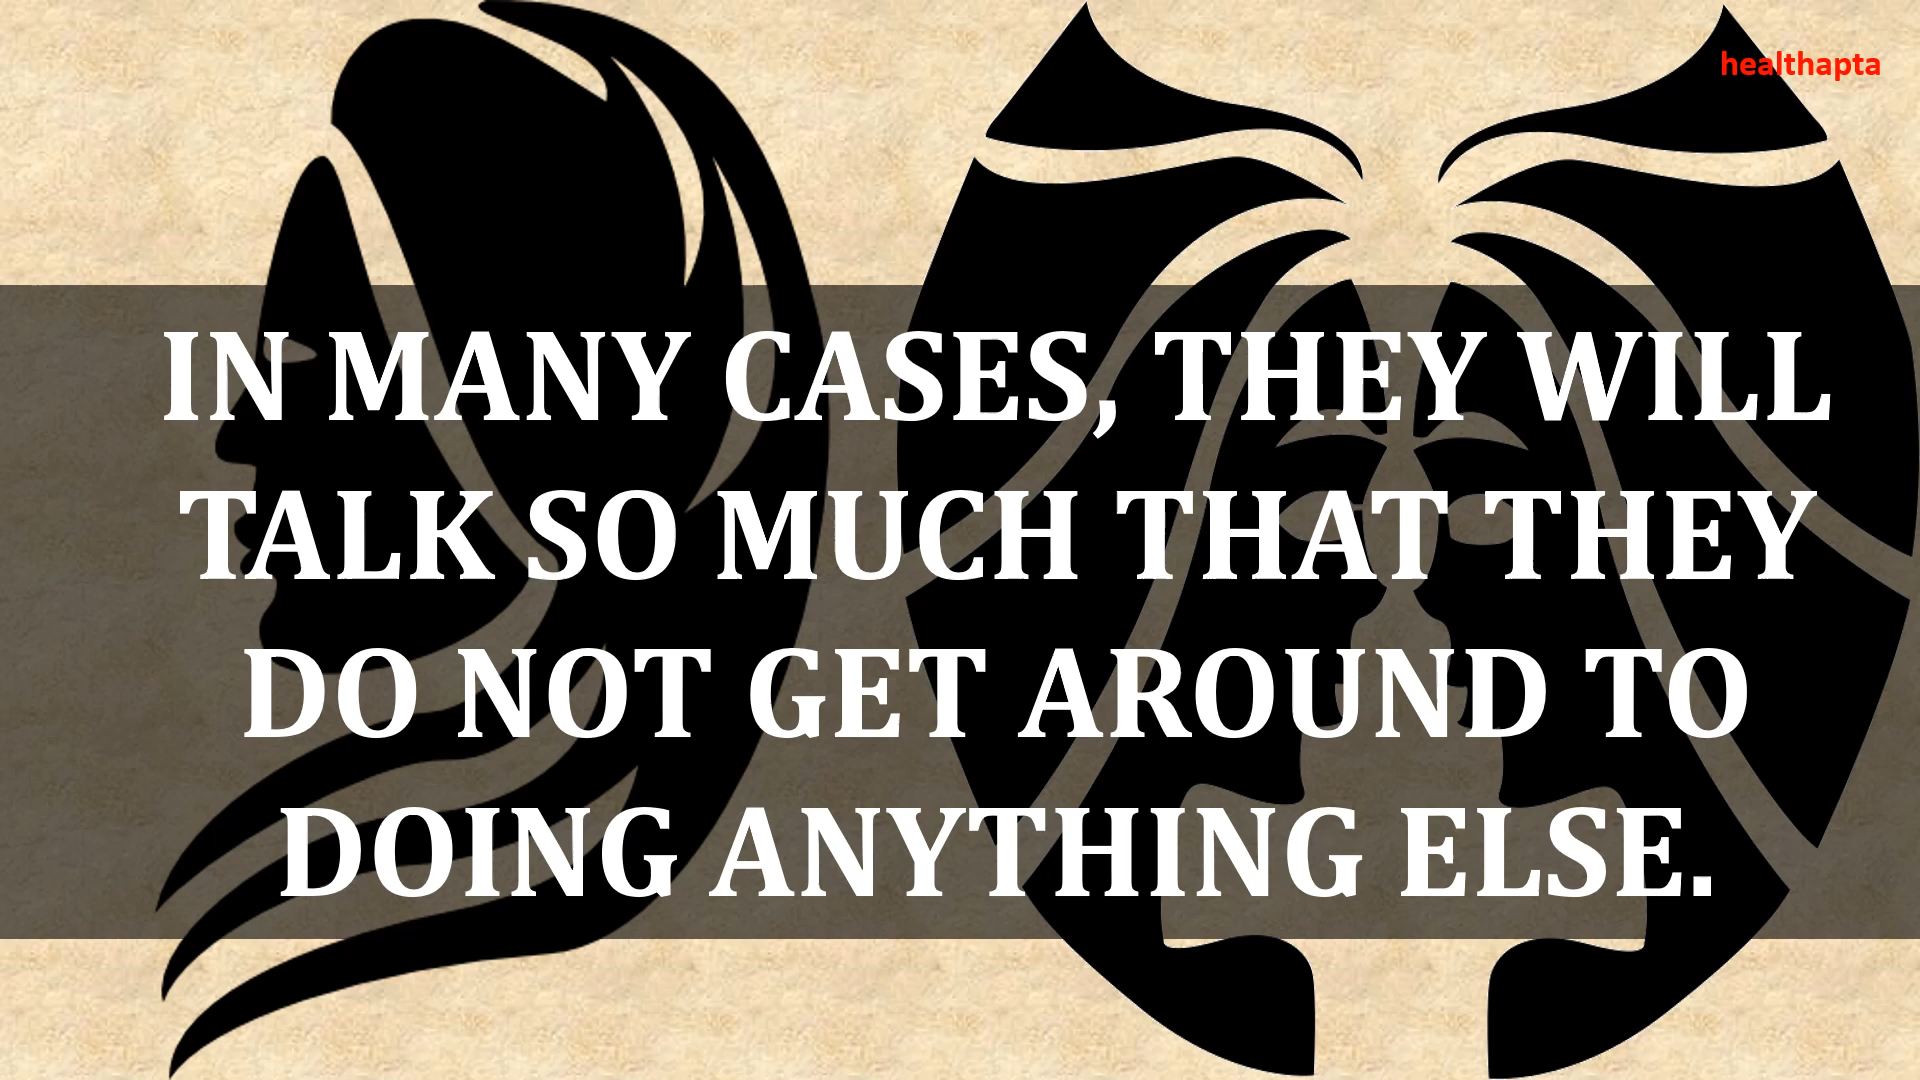 healthapta
IN MANY CASES, THEY WILL
TALK SO MUCH THAT THEY
DO NOT GET AROUND TO
DOING ANYTHING ELSE.